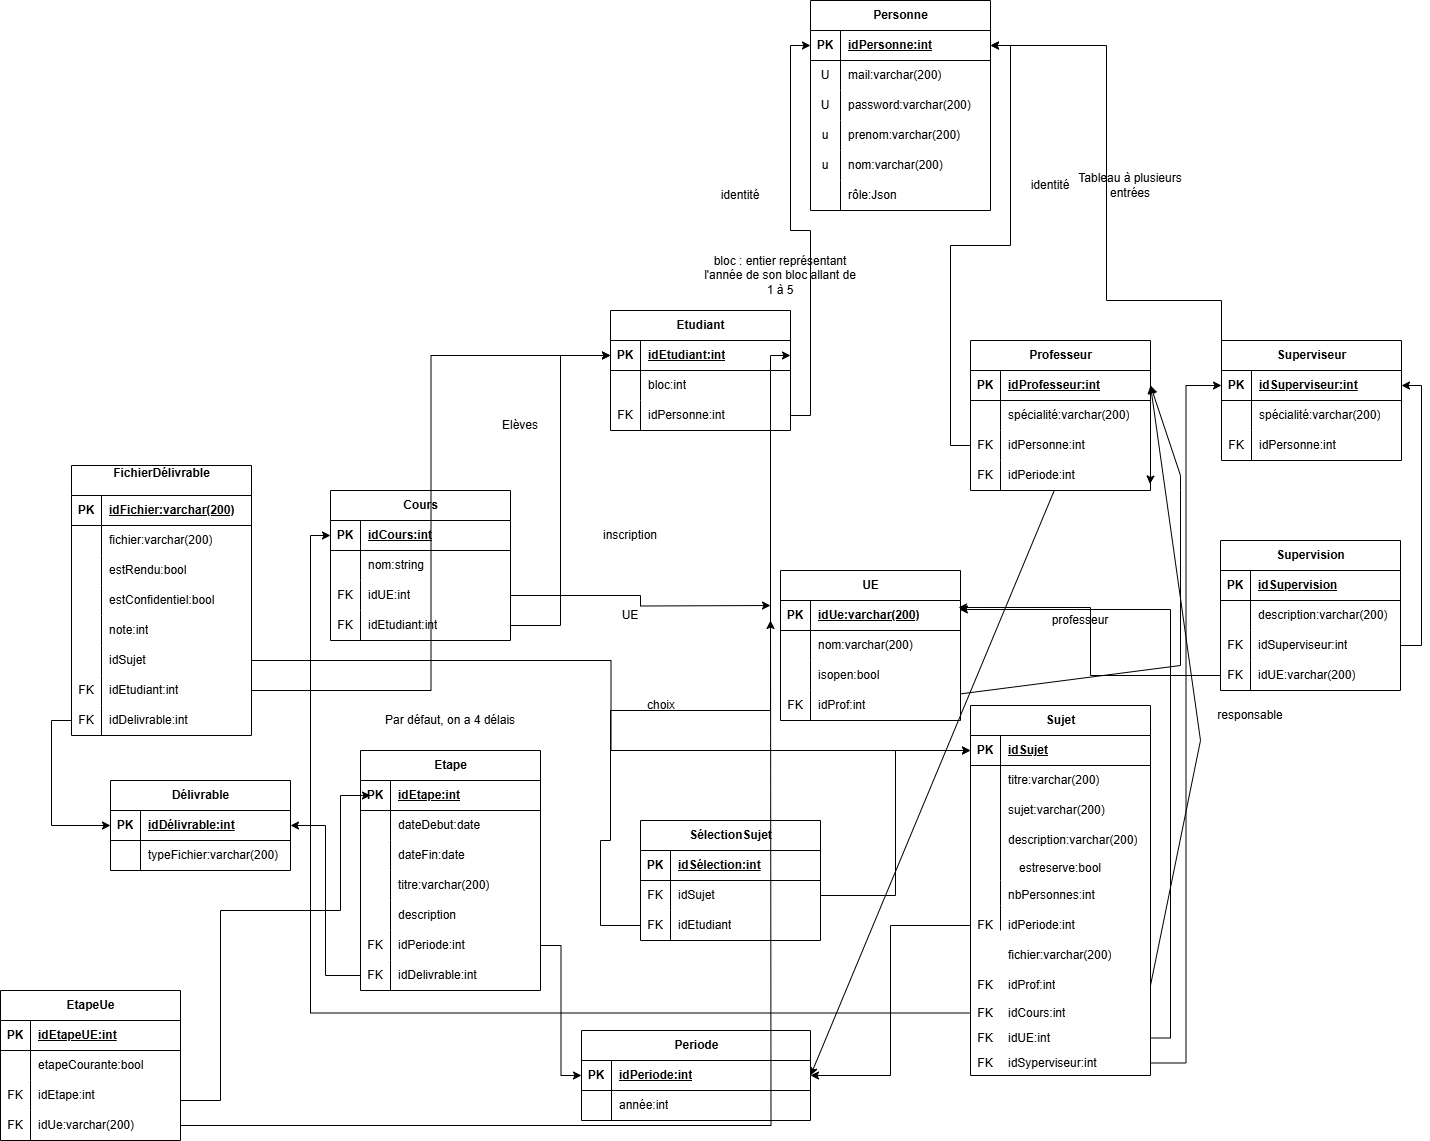 Personne
PK idPersonne:int
U mail:varchar(200)
U password:varchar(200)
u prenom:varchar(200)
u nom:varchar(200)
rôle:Json
identité
identité
Tableau à plusieurs
entrées
bloc : entier représentant
l'année de son bloc allant de
1 à 5
Etudiant
PK idEtudiant:int
bloc:int
FK idPersonne:int
Professeur
PK idProfesseur:int
spécialité:varchar(200)
FK idPersonne:int
FK idPeriode:int
Superviseur
PK idSuperviseur:int
spécialité:varchar(200)
FK idPersonne:int
Elèves
FichierDélivrable
PK idFichier:varchar(200)
fichier:varchar(200)
estRendu:bool
estConfidentiel:bool
note:int
idSujet
FK idEtudiant:int
FK idDelivrable:int
Cours
PK idCours:int
nom:string
FK idUE:int
FK idEtudiant:int
inscription
UE
UE
PK idUe:varchar(200)
nom:varchar(200)
isopen:bool
FK idProf:int
professeur
Supervision
PK idSupervision
description:varchar(200)
FK idSuperviseur:int
FK idUE:varchar(200)
responsable
choix
Par défaut, on a 4 délais
Délivrable
PK idDélivrable:int
typeFichier:varchar(200)
Etape
PK idEtape:int
dateDebut:date
dateFin:date
titre:varchar(200)
description
FK idPeriode:int
FK idDelivrable:int
SélectionSujet
PK idSélection:int
FK idSujet
FK idEtudiant
Sujet
PK idSujet
titre:varchar(200)
sujet:varchar(200)
description:varchar(200)
estreserve:bool
nbPersonnes:int
FK idPeriode:int
fichier:varchar(200)
FK idProf:int
FK idCours:int
FK idUE:int
FK idSyperviseur:int
EtapeUe
PK idEtapeUE:int
etapeCourante:bool
FK idEtape:int
FK idUe:varchar(200)
Periode
PK idPeriode:int
année:int